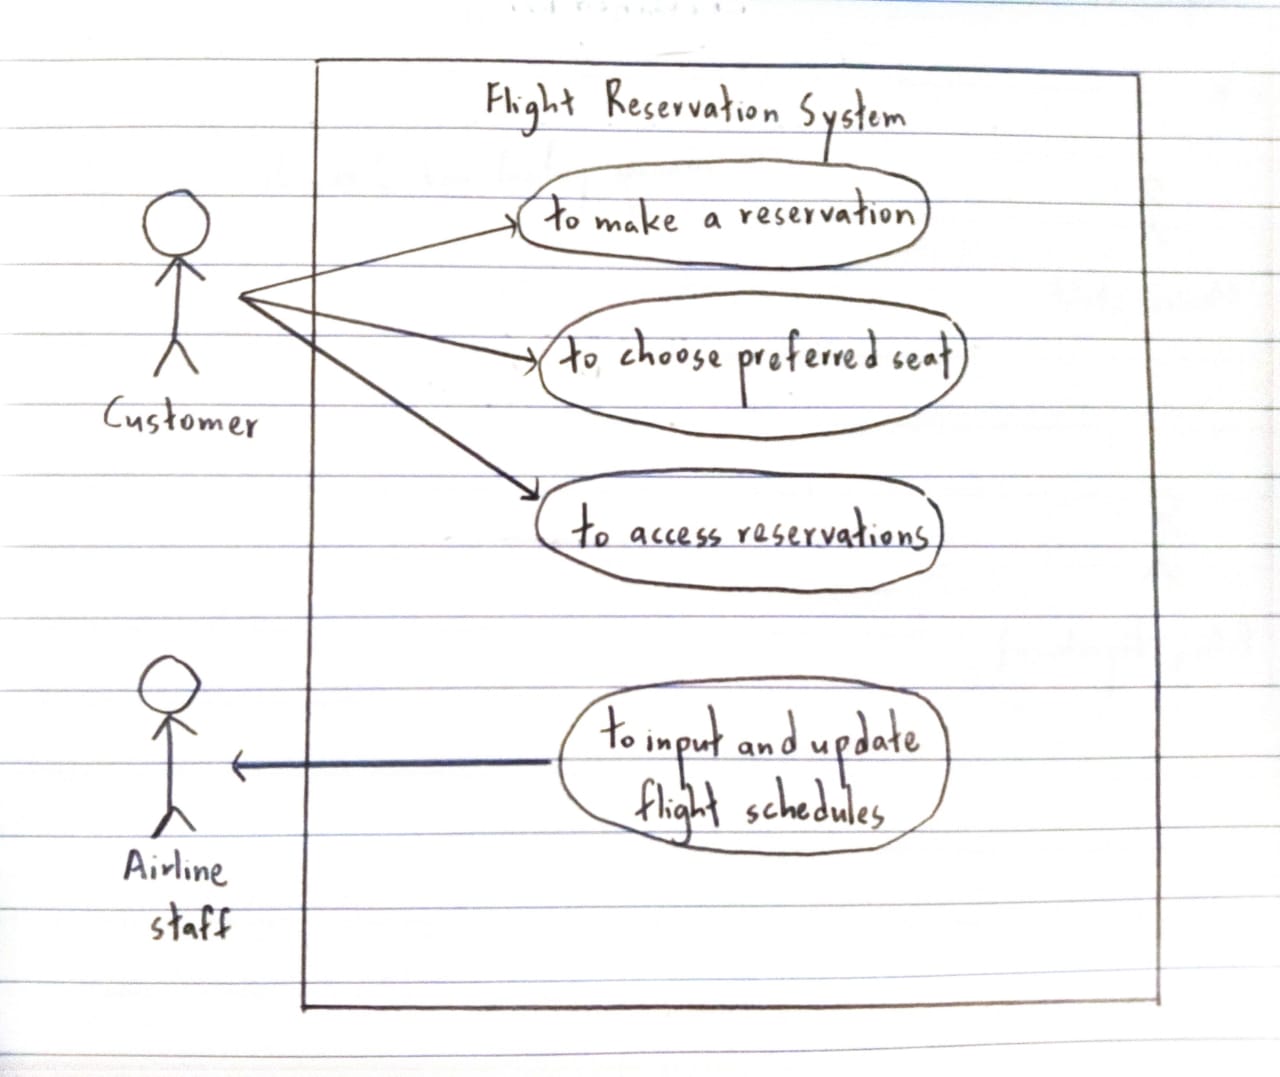 Flight Reservation System
to make a reservation
to choose preferred seat
Customer
to access reservations
to input and update
flight schedules
Airline
staff